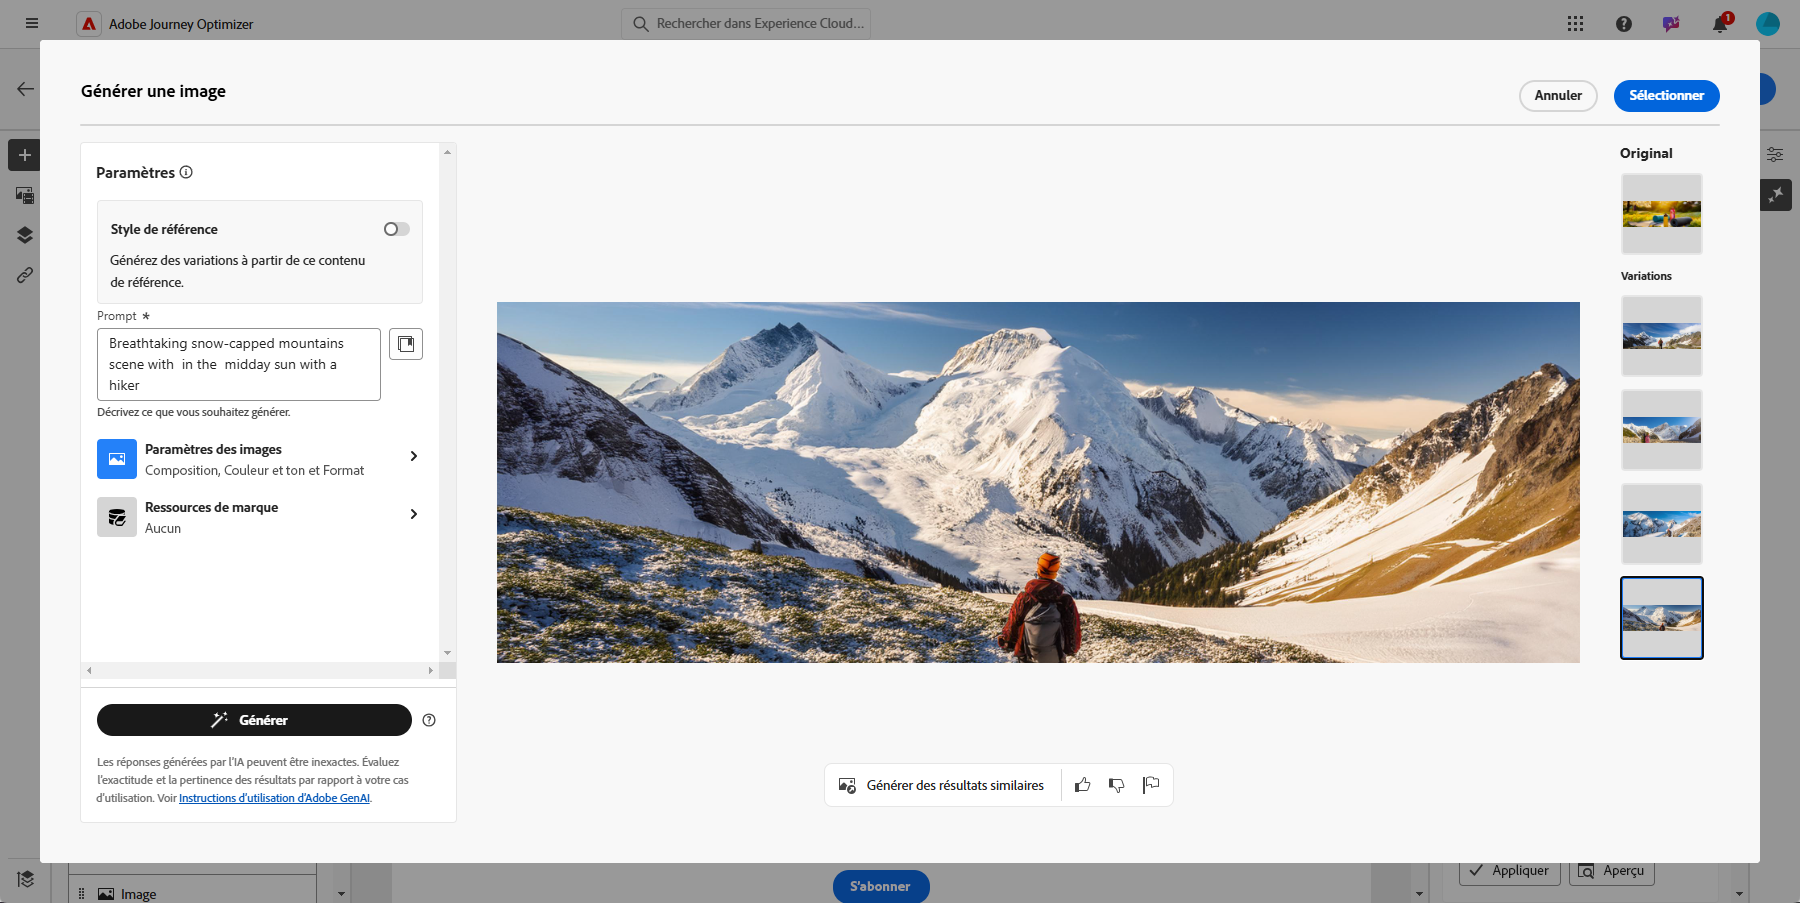 Adobe Journey Optimizer
Rechercher dans Experience Cloud...
1
Générer une image
Annuler
Sélectionner
Paramètres
Style de référence
Générez des variations à partir de ce contenu
de référence.
Prompt *
Breathtaking snow-capped mountains
scene with  in the  midday sun with a
hiker
Décrivez ce que vous souhaitez générer.
Paramètres des images
Composition, Couleur et ton et Format
Ressources de marque
Aucun
Générer
Les réponses générées par l'IA peuvent être inexactes. Évaluez
l'exactitude et la pertinence des résultats par rapport à votre cas
d'utilisation. Voir Instructions d'utilisation d'Adobe GenAI.
Original
Variations
Générer des résultats similaires
Image
S'abonner
Appliquer
Aperçu